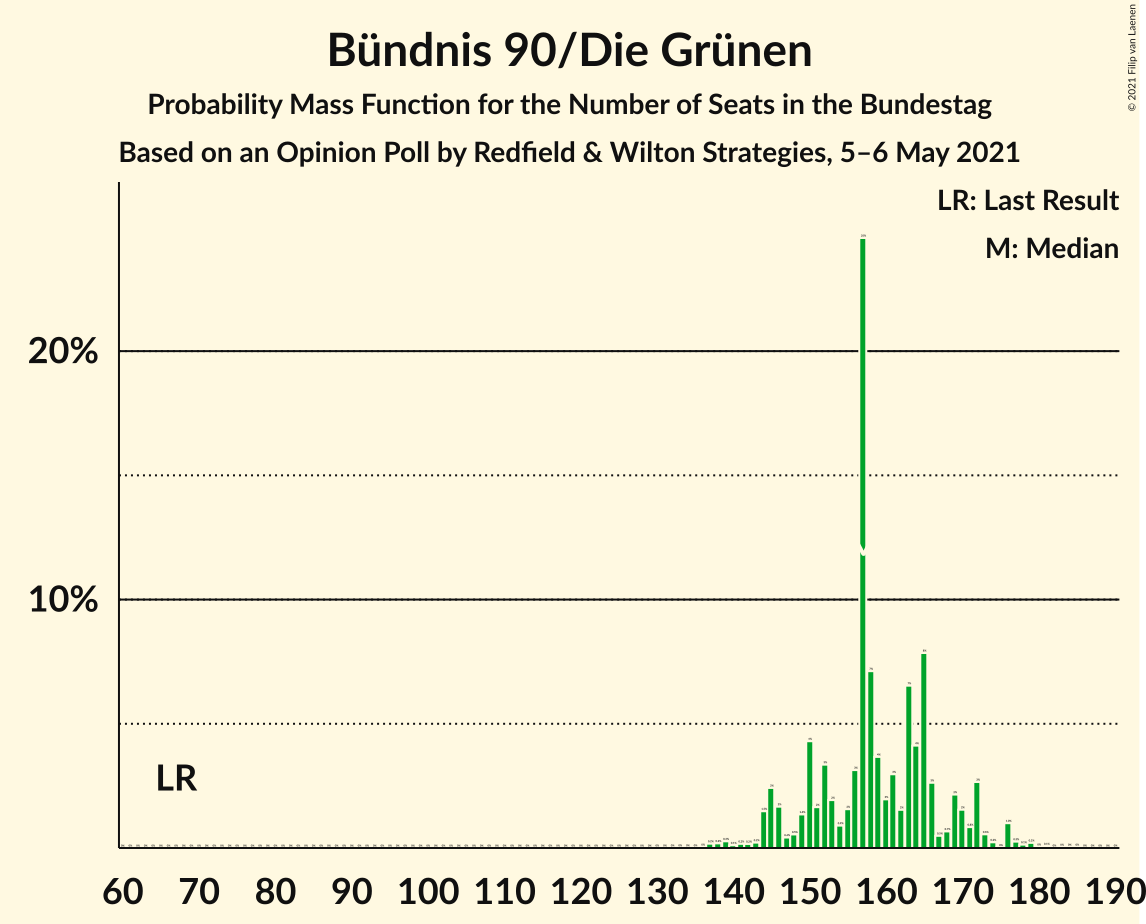 Bündnis 90/Die Grünen
Probability Mass Function for the Number of Seats in the Bundestag
Based on an Opinion Poll by Redfield & Wilton Strategies, 5–6 May 2021
© 2021 Filip van Laenen
LR: Last Result
M: Median
20%
10%
LR
60 70 80 90 100 110 120 130 140 150 160 170 180 190